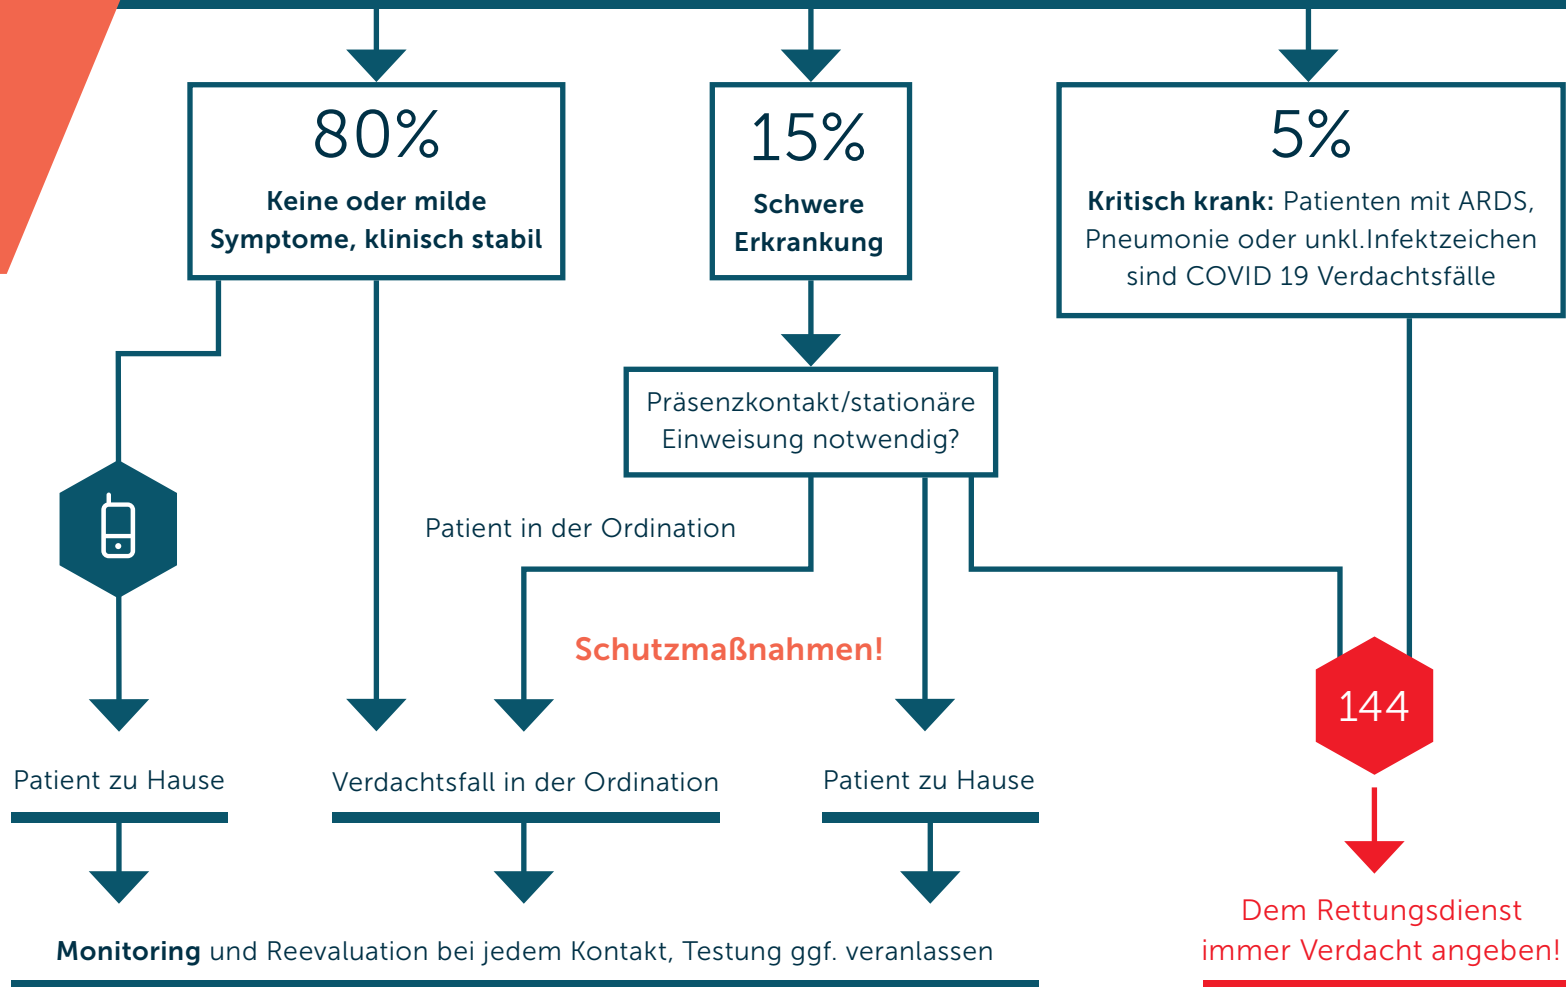 80%
Keine oder milde
Symptome, klinisch stabil
15%
Schwere
Erkrankung
5%
Kritisch krank: Patienten mit ARDS,
Pneumonie oder unkl.Infektzeichen
sind COVID 19 Verdachtsfälle
Präsenzkontakt/stationäre
Einweisung notwendig?
Patient in der Ordination
Schutzmaßnahmen!
144
Patient zu Hause
Verdachtsfall in der Ordination
Patient zu Hause
Dem Rettungsdienst
immer Verdacht angeben!
Monitoring und Reevaluation bei jedem Kontakt, Testung ggf. veranlassen